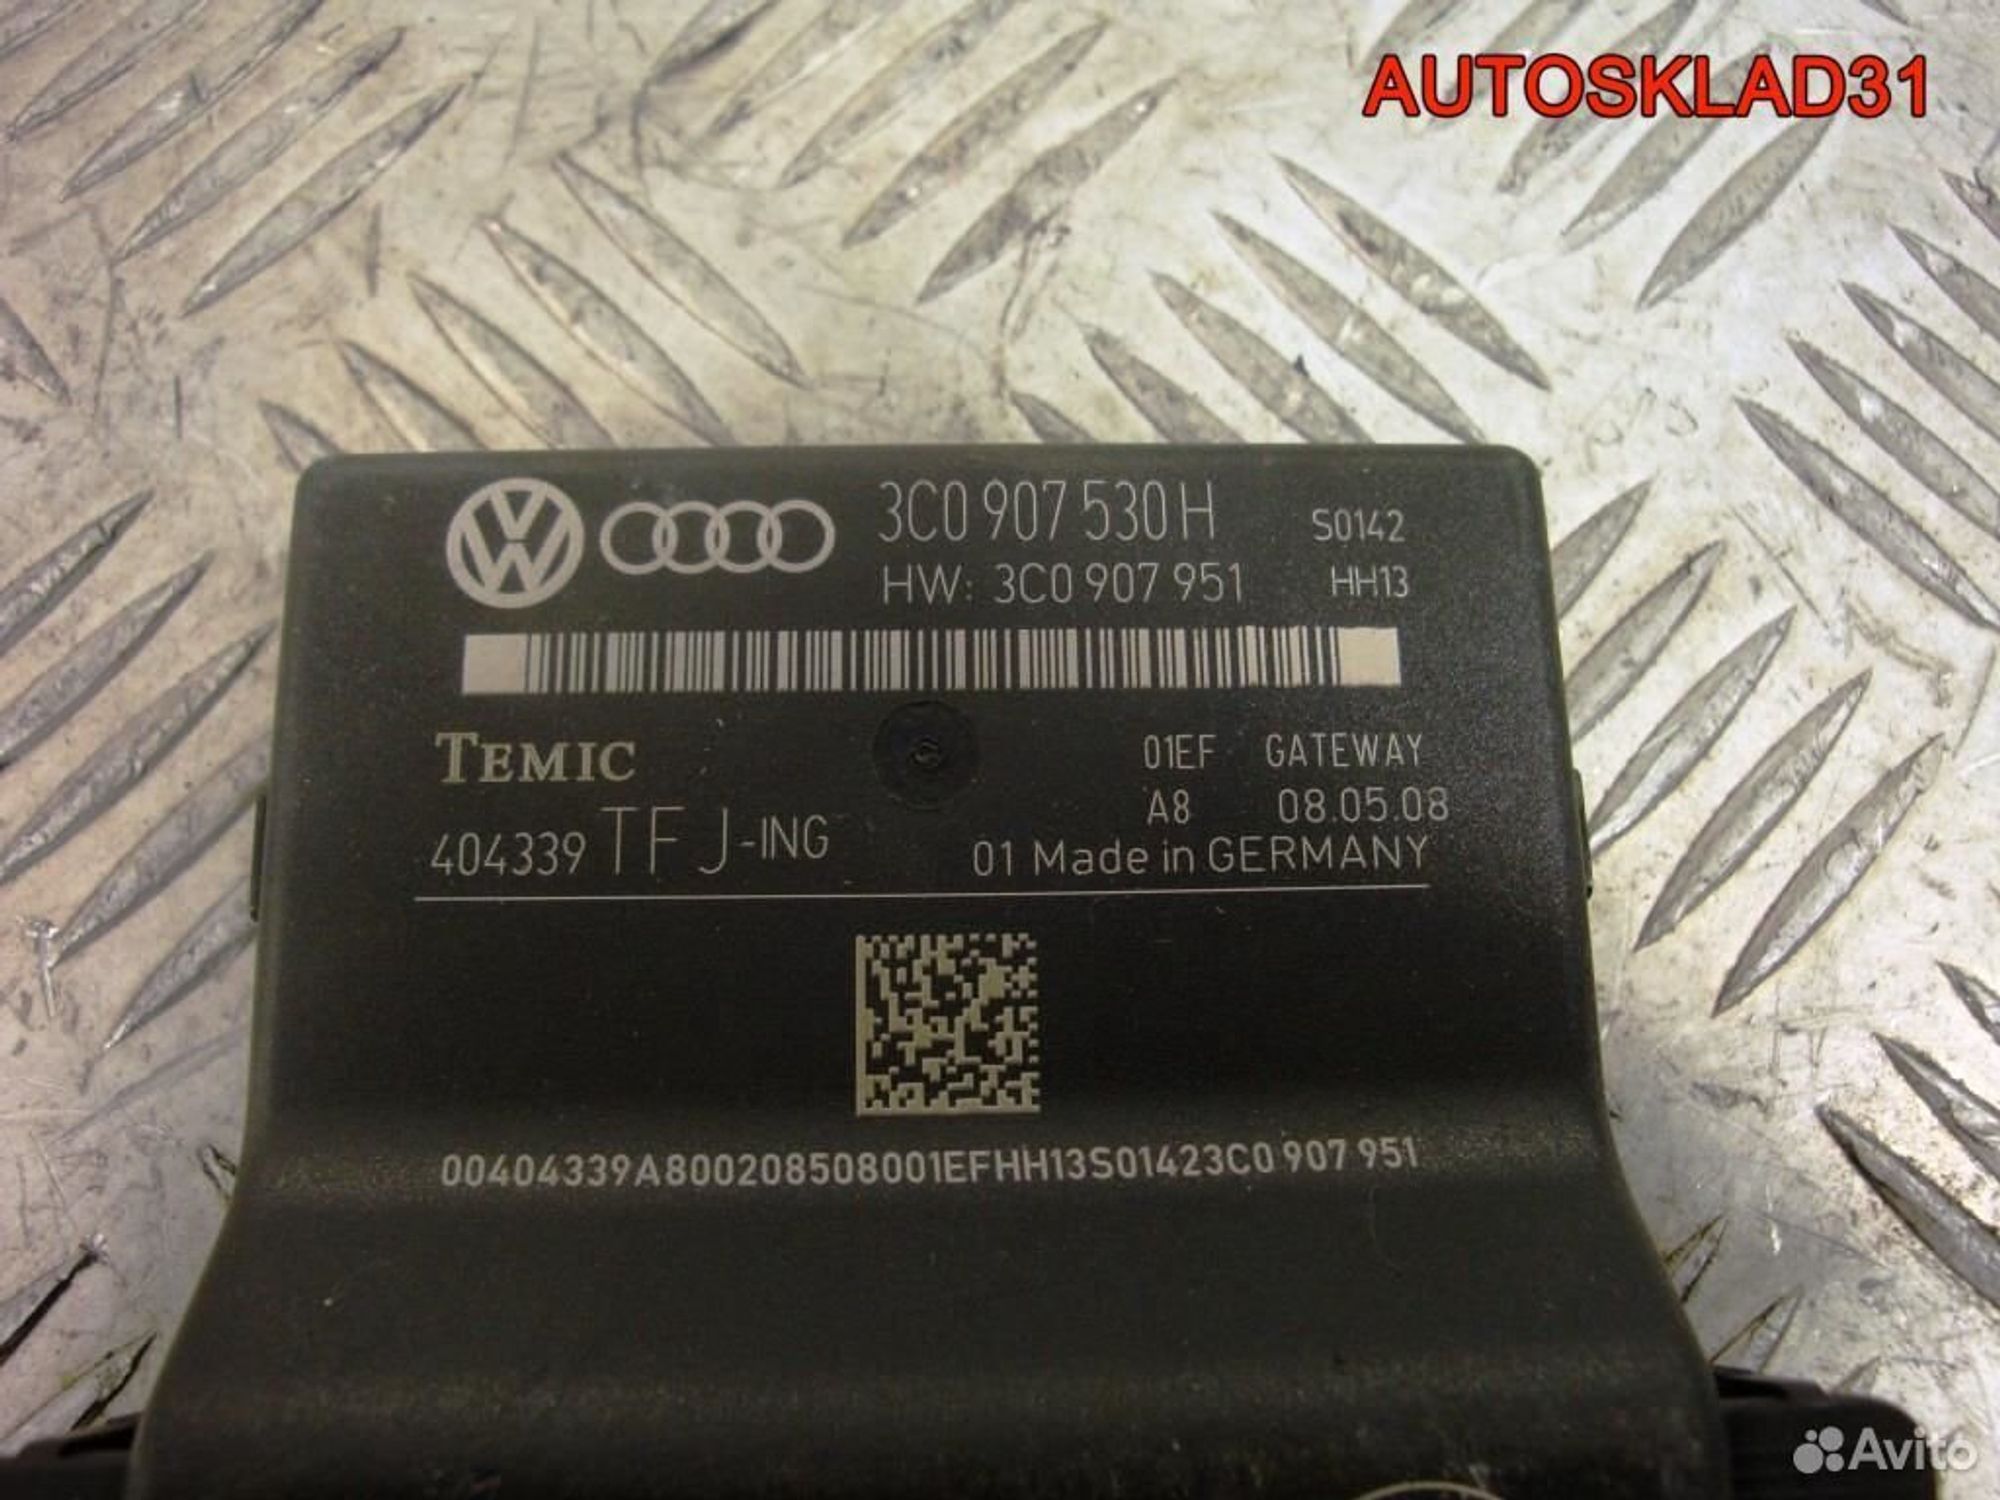 AUTOSKLAD31
3C0 907 530 H S0142
HW: 3C0 907 951 HH13
TEMIC 01EF GATEWAY
A8 08.05.08
404339 TFJ-ING 01 Made in GERMANY
00404339A800208508001EFHH13S01423C0 907 951
Avito